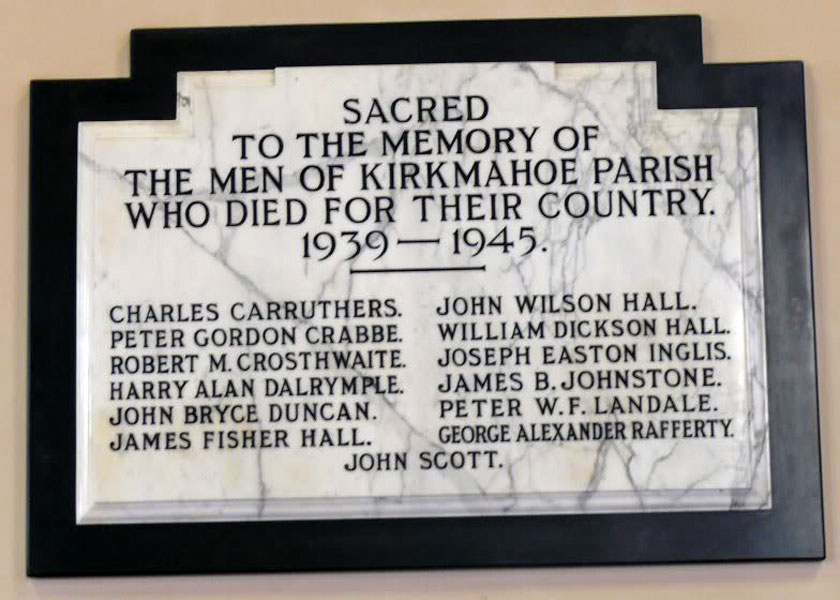 SACRED
TO THE MEMORY OF
THE MEN OF KIRKMAHOE PARISH
WHO DIED FOR THEIR COUNTRY.
1939 — 1945.
CHARLES CARRUTHERS.
PETER GORDON CRABBE.
ROBERT M. CROSTHWAITE.
HARRY ALAN DALRYMPLE.
JOHN BRYCE DUNCAN.
JAMES FISHER HALL.
JOHN WILSON HALL.
WILLIAM DICKSON HALL.
JOSEPH EASTON INGLIS.
JAMES B. JOHNSTONE.
PETER W. F. LANDALE.
GEORGE ALEXANDER RAFFERTY.
JOHN SCOTT.